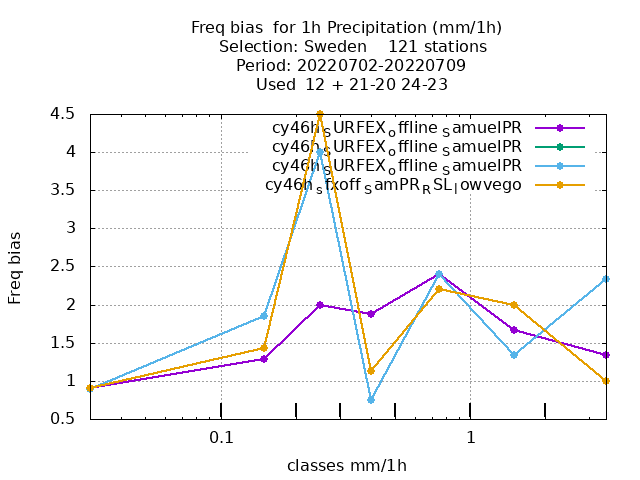 Freq bias for 1h Precipitation (mm/1h)
Selection: Sweden 121 stations
Period: 20220702-20220709
Used 12 + 21-20 24-23
4.5
4
3.5
3
2.5
2
1.5
1
0.5
Freq bias
cy46h_SURFEX_offline_SamuelPR
cy46h_SURFEX_offline_SamuelPR
cy46h_SURFEX_offline_SamuelPR
cy46h_sfxoff_SamPR_RSL_lowvego
0.1 1
classes mm/1h